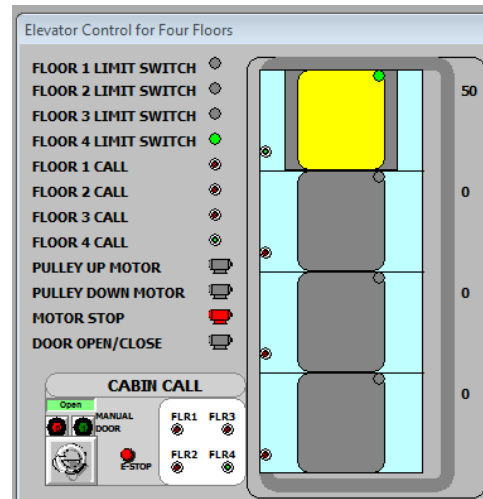 Elevator Control for Four Floors
FLOOR 1 LIMIT SWITCH
FLOOR 2 LIMIT SWITCH
FLOOR 3 LIMIT SWITCH
FLOOR 4 LIMIT SWITCH
FLOOR 1 CALL
FLOOR 2 CALL
FLOOR 3 CALL
FLOOR 4 CALL
PULLEY UP MOTOR
PULLEY DOWN MOTOR
MOTOR STOP
DOOR OPEN/CLOSE
50
0
0
0
CABIN CALL
Open
MANUAL
DOOR
E-STOP
FLR1 FLR3
FLR2 FLR4